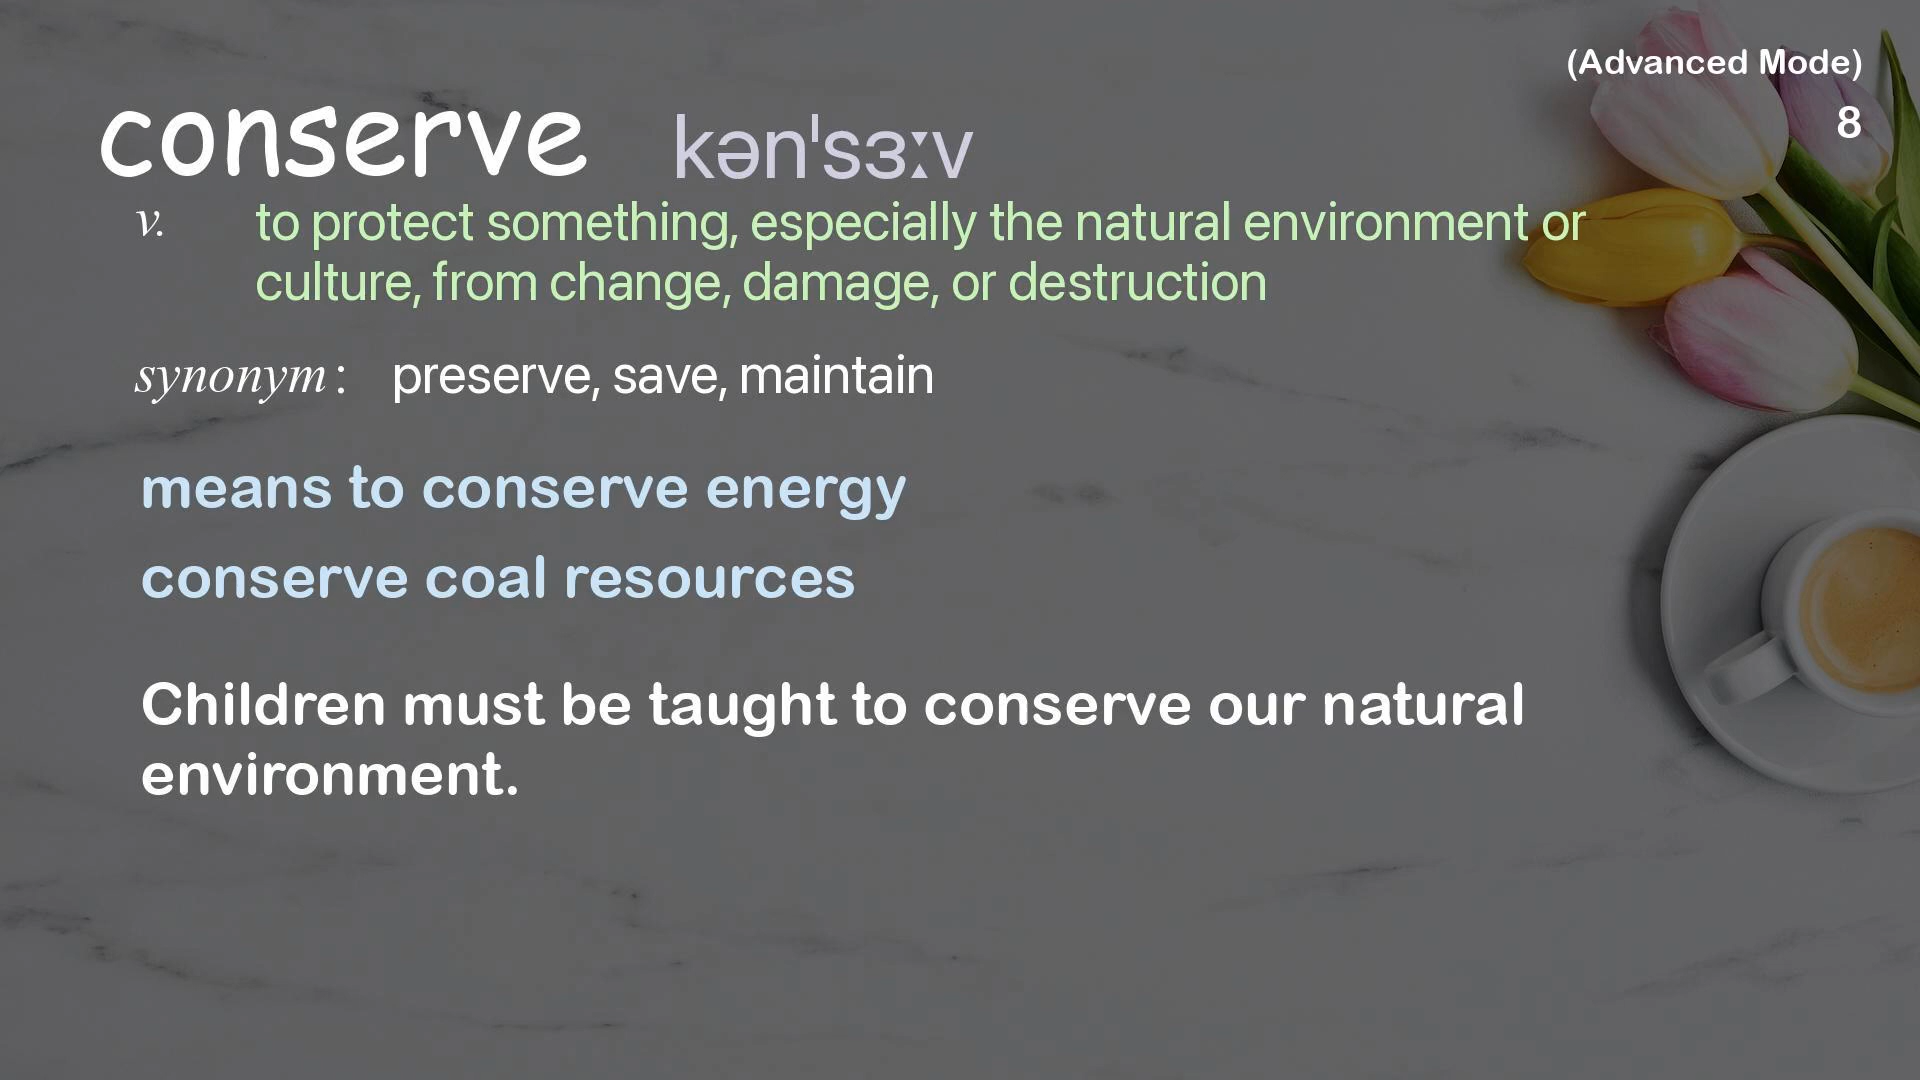 (Advanced Mode)
8
conserve kənˈsɜːv
v. to protect something, especially the natural environment or
culture, from change, damage, or destruction
synonym : preserve, save, maintain
means to conserve energy
conserve coal resources
Children must be taught to conserve our natural
environment.